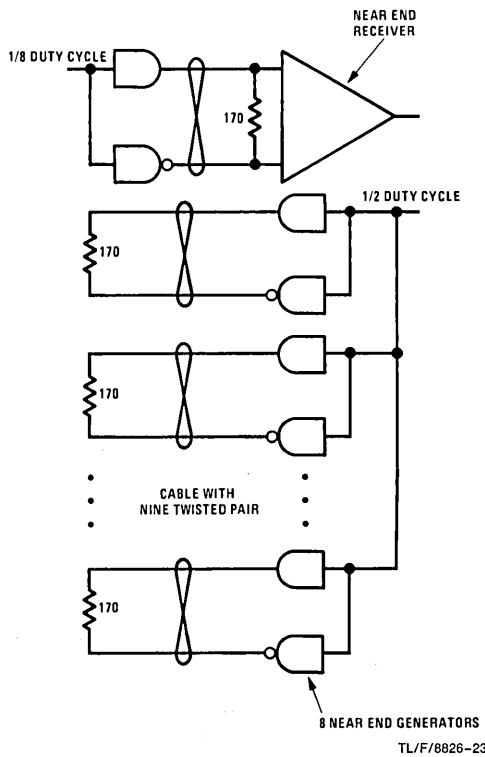 NEAR END
RECEIVER
1/8 DUTY CYCLE
170
1/2 DUTY CYCLE
170
170
CABLE WITH
NINE TWISTED PAIR
170
8 NEAR END GENERATORS
TL/F/8826-23